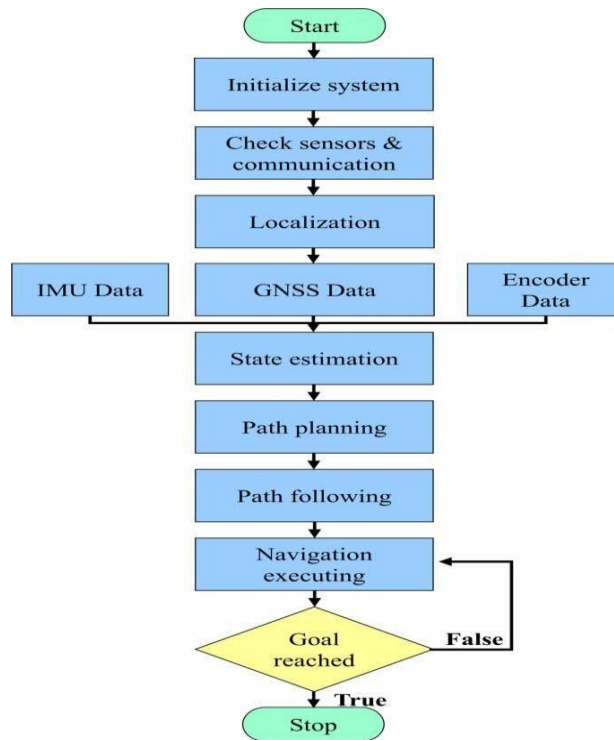 Start
Initialize system
Check sensors &
communication
Localization
IMU Data
GNSS Data
Encoder
Data
State estimation
Path planning
Path following
Navigation
executing
Goal
reached
False
True
Stop